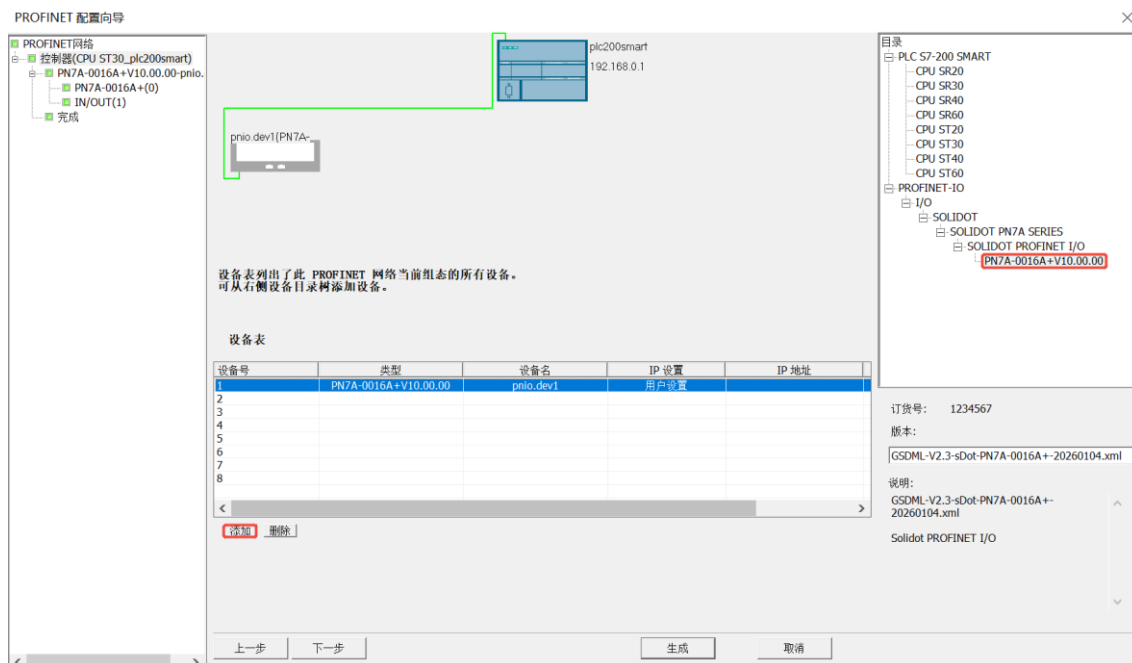 PROFINET 配置向导
PROFINET网络
控制器(CPU ST30_plc200smart)
PN7A-0016A+V10.00.00-pnio.
PN7A-0016A+(0)
IN/OUT(1)
完成
plc200smart
192.168.0.1
pnio.dev1(PN7A-
设备表列出了此 PROFINET 网络当前组态的所有设备。
可从右侧设备目录树添加设备。
设备表
设备号 类型 设备名 IP 设置 IP 地址
1 PN7A-0016A+V10.00.00 pnio.dev1 用户设置
2
3
4
5
6
7
8
添加 删除
上一步 下一步 生成 取消
目录
PLC S7-200 SMART
CPU SR20
CPU SR30
CPU SR40
CPU SR60
CPU ST20
CPU ST30
CPU ST40
CPU ST60
PROFINET-IO
I/O
SOLIDOT
SOLIDOT PN7A SERIES
SOLIDOT PROFINET I/O
PN7A-0016A+V10.00.00
订货号: 1234567
版本:
GSDML-V2.3-sDot-PN7A-0016A+-20260104.xml
说明:
GSDML-V2.3-sDot-PN7A-0016A+-
20260104.xml
Solidot PROFINET I/O